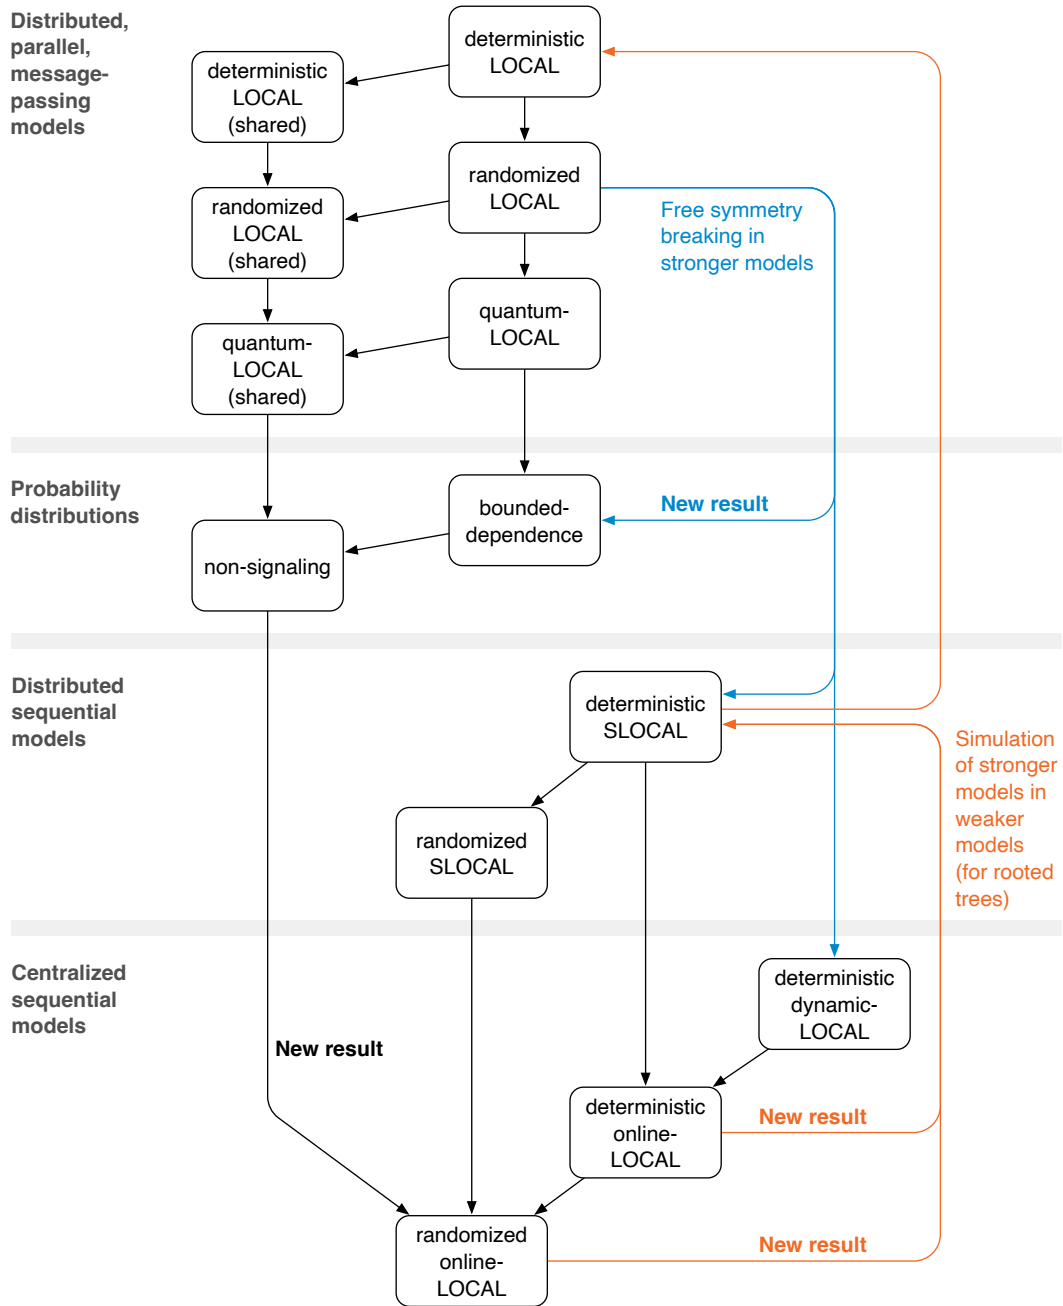 Distributed,
parallel,
message-
passing
models
deterministic
LOCAL
deterministic
LOCAL
(shared)
randomized
LOCAL
randomized
LOCAL
(shared)
Free symmetry
breaking in
stronger models
quantum-
LOCAL
quantum-
LOCAL
(shared)
Probability
distributions
bounded-
dependence
New result
non-signaling
Distributed
sequential
models
deterministic
SLOCAL
Simulation
of stronger
models in
weaker
models
(for rooted
trees)
randomized
SLOCAL
Centralized
sequential
models
deterministic
dynamic-
LOCAL
New result
deterministic
online-
LOCAL
New result
randomized
online-
LOCAL
New result